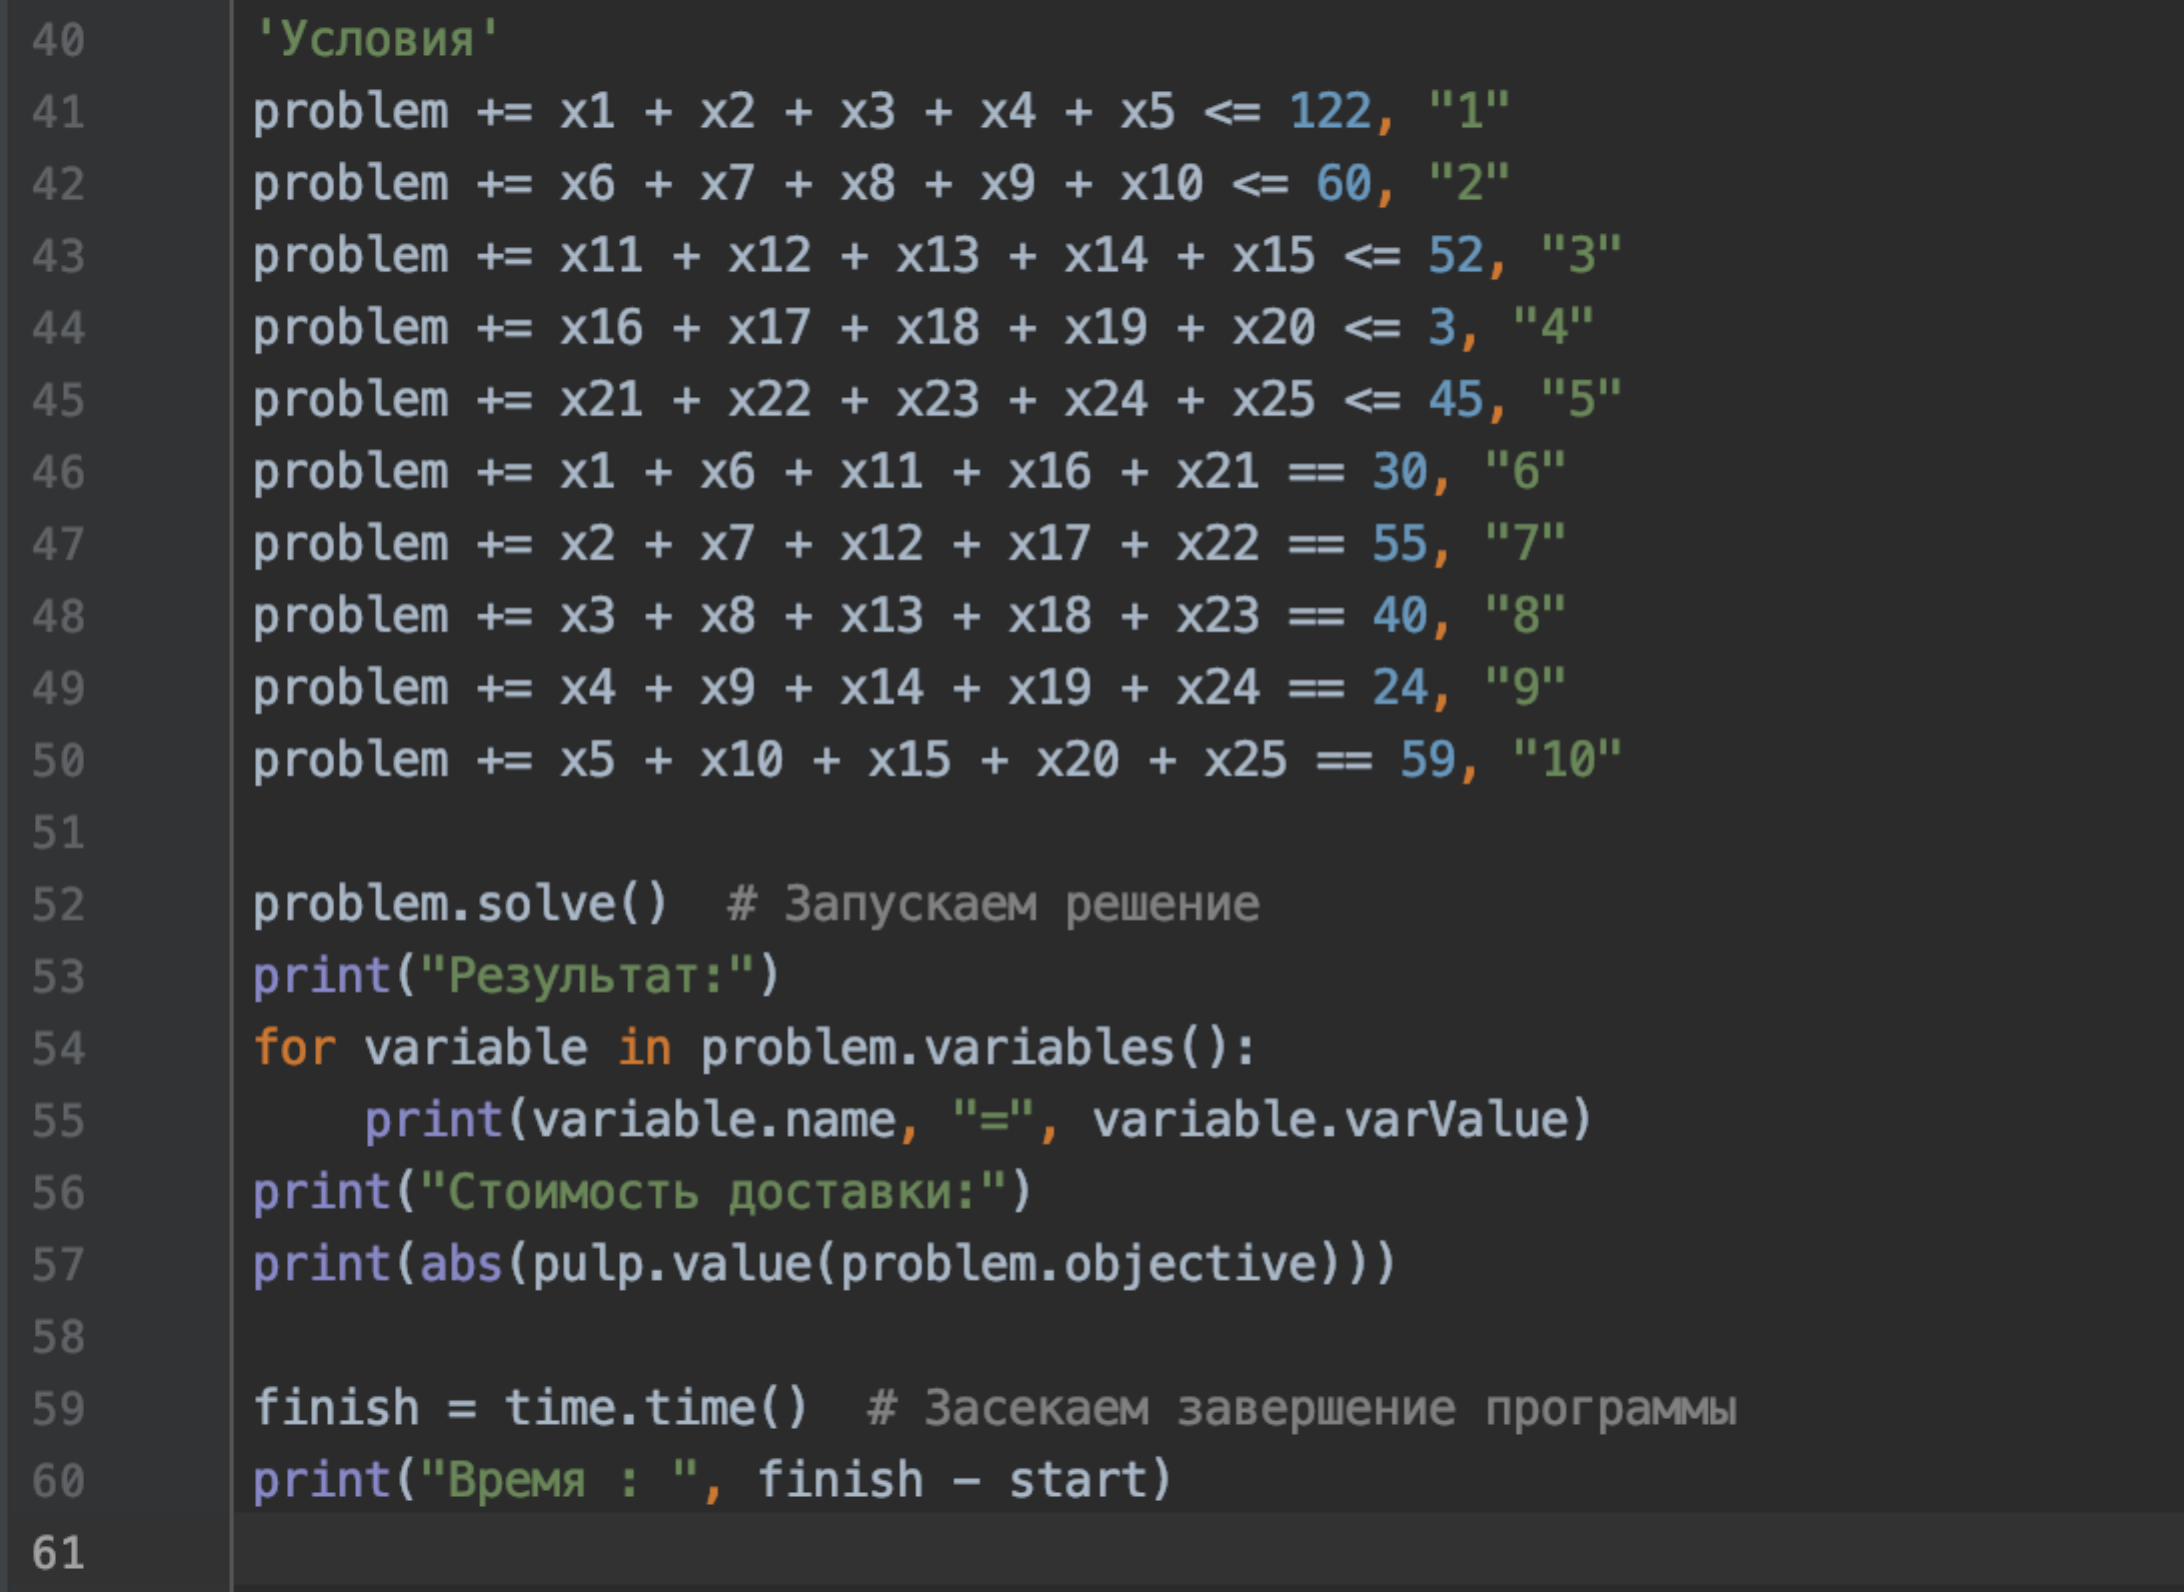 40 'Условия'
41 problem += x1 + x2 + x3 + x4 + x5 <= 122, "1"
42 problem += x6 + x7 + x8 + x9 + x10 <= 60, "2"
43 problem += x11 + x12 + x13 + x14 + x15 <= 52, "3"
44 problem += x16 + x17 + x18 + x19 + x20 <= 3, "4"
45 problem += x21 + x22 + x23 + x24 + x25 <= 45, "5"
46 problem += x1 + x6 + x11 + x16 + x21 == 30, "6"
47 problem += x2 + x7 + x12 + x17 + x22 == 55, "7"
48 problem += x3 + x8 + x13 + x18 + x23 == 40, "8"
49 problem += x4 + x9 + x14 + x19 + x24 == 24, "9"
50 problem += x5 + x10 + x15 + x20 + x25 == 59, "10"
51
52 problem.solve()  # Запускаем решение
53 print("Результат:")
54 for variable in problem.variables():
55     print(variable.name, "=", variable.varValue)
56 print("Стоимость доставки:")
57 print(abs(pulp.value(problem.objective)))
58
59 finish = time.time()  # Засекаем завершение программы
60 print("Время : ", finish - start)
61